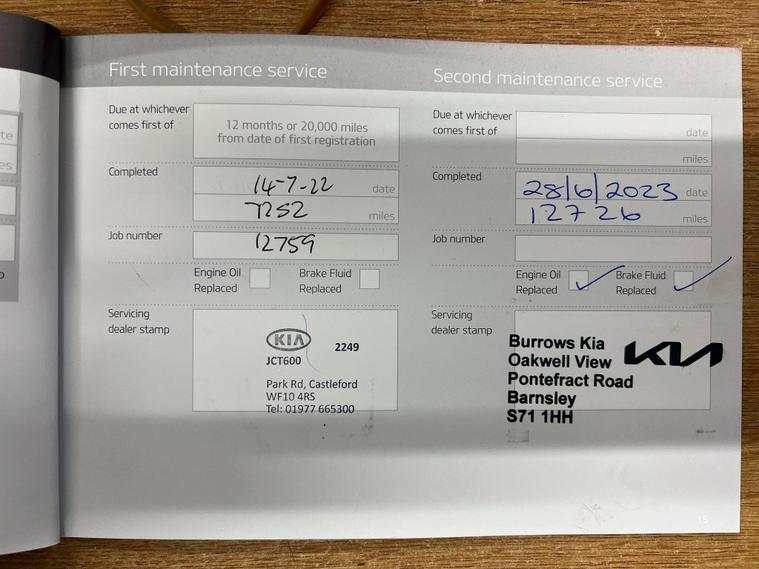 First maintenance service
Due at whichever
comes first of
12 months or 20,000 miles
from date of first registration
Completed
14-7-22 date
7252 miles
Job number
12759
Engine Oil
Replaced
Brake Fluid
Replaced
Servicing
dealer stamp
KIA
2249
JCT600
Park Rd, Castleford
WF10 4RS
Tel: 01977 665300
Second maintenance service
Due at whichever
comes first of
date
miles
Completed
28/6/2023 date
12726 miles
Job number
Engine Oil
Replaced
Brake Fluid
Replaced
Servicing
dealer stamp
Burrows Kia
KIA
Oakwell View
Pontefract Road
Barnsley
S71 1HH
15